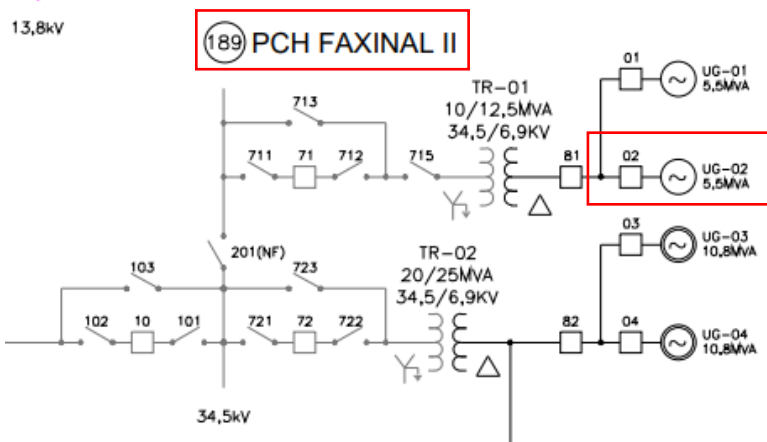 13,8kV
189 PCH FAXINAL II
01
UG-01
5,5MVA
TR-01
10/12,5MVA
34,5/6,9KV
713
711
71
712
715
81
02
UG-02
5,5MVA
03
UG-03
10,8MVA
201(NF)
TR-02
20/25MVA
34,5/6,9KV
103
723
102
10
101
721
72
722
82
04
UG-04
10,8MVA
34,5kV